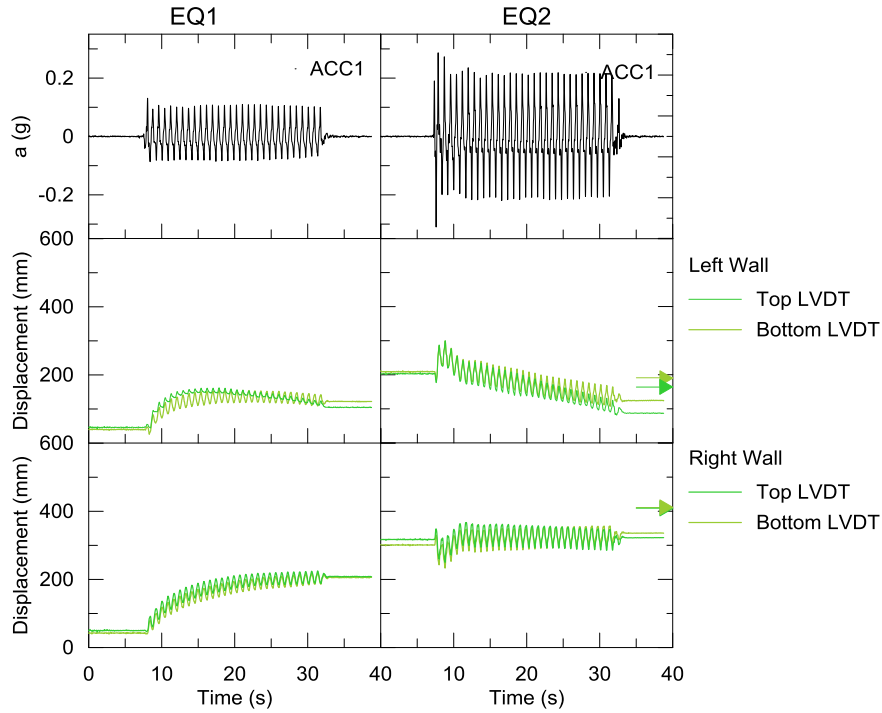 EQ1 EQ2
ACC1 ACC1
a (g)
0.2
0
-0.2
600
Displacement (mm)
400
200
Left Wall
Top LVDT
Bottom LVDT
600
Displacement (mm)
400
200
0
Right Wall
Top LVDT
Bottom LVDT
0 10 20 30 40 10 20 30 40
Time (s) Time (s)